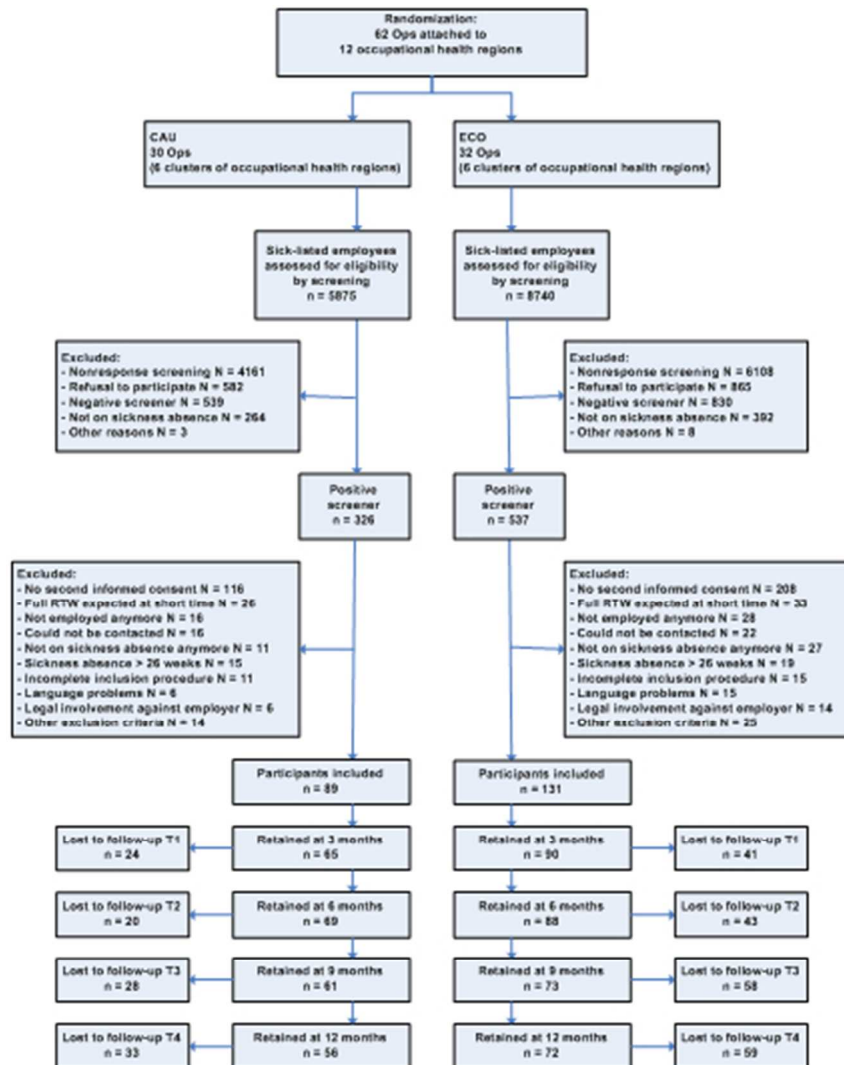 Randomization:
62 Ops attached to
12 occupational health regions
CAU
30 Ops
(6 clusters of occupational health regions)
ECO
32 Ops
(6 clusters of occupational health regions)
Sick-listed employees
assessed for eligibility
by screening
n = 5875
Sick-listed employees
assessed for eligibility
by screening
n = 8740
Excluded:
- Nonresponse screening N = 4161
- Refusal to participate N = 582
- Negative screener N = 539
- Not on sickness absence N = 264
- Other reasons N = 3
Excluded:
- Nonresponse screening N = 6108
- Refusal to participate N = 865
- Negative screener N = 830
- Not on sickness absence N = 392
- Other reasons N = 8
Positive
screener
n = 326
Positive
screener
n = 537
Excluded:
- No second informed consent N = 116
- Full RTW expected at short time N = 26
- Not employed anymore N = 16
- Could not be contacted N = 16
- Not on sickness absence anymore N = 11
- Sickness absence > 26 weeks N = 15
- Incomplete inclusion procedure N = 11
- Language problems N = 6
- Legal involvement against employer N = 6
- Other exclusion criteria N = 14
Excluded:
- No second informed consent N = 208
- Full RTW expected at short time N = 33
- Not employed anymore N = 28
- Could not be contacted N = 22
- Not on sickness absence anymore N = 27
- Sickness absence > 26 weeks N = 19
- Incomplete inclusion procedure N = 15
- Language problems N = 15
- Legal involvement against employer N = 14
- Other exclusion criteria N = 25
Participants included
n = 89
Participants included
n = 131
Lost to follow-up T1
n = 24
Retained at 3 months
n = 65
Retained at 3 months
n = 90
Lost to follow-up T1
n = 41
Lost to follow-up T2
n = 20
Retained at 6 months
n = 69
Retained at 6 months
n = 88
Lost to follow-up T2
n = 43
Lost to follow-up T3
n = 28
Retained at 9 months
n = 61
Retained at 9 months
n = 73
Lost to follow-up T3
n = 58
Lost to follow-up T4
n = 33
Retained at 12 months
n = 56
Retained at 12 months
n = 72
Lost to follow-up T4
n = 59